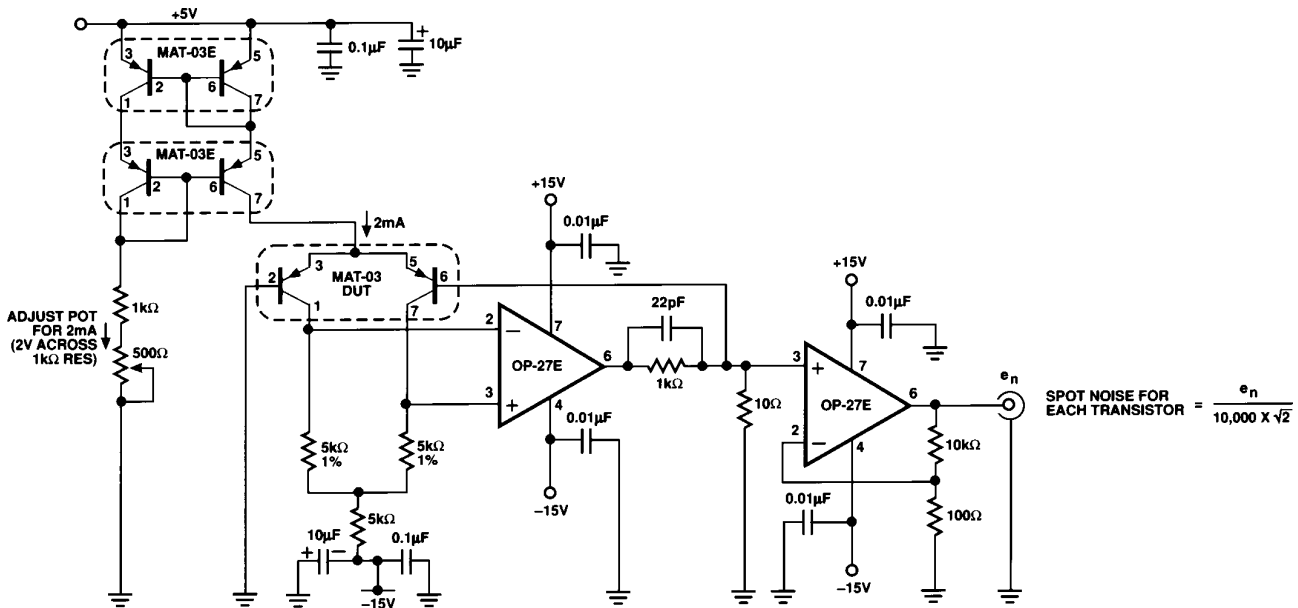 +5V
MAT-03E
3
5
2
6
1
7
0.1µF
+
10µF
MAT-03E
3
5
2
6
1
7
2mA
1kΩ
ADJUST POT
FOR 2mA
(2V ACROSS
1kΩ RES)
500Ω
2
3
5
6
MAT-03
DUT
1
7
5kΩ
1%
5kΩ
1%
5kΩ
10µF
+
−
0.1µF
−15V
+15V
0.01µF
2
−
7
OP-27E
6
3
+
4
0.01µF
−15V
22pF
1kΩ
10Ω
+15V
0.01µF
3
+
7
OP-27E
6
2
−
4
0.01µF
−15V
10kΩ
100Ω
en
SPOT NOISE FOR
EACH TRANSISTOR = en
10,000 X √2